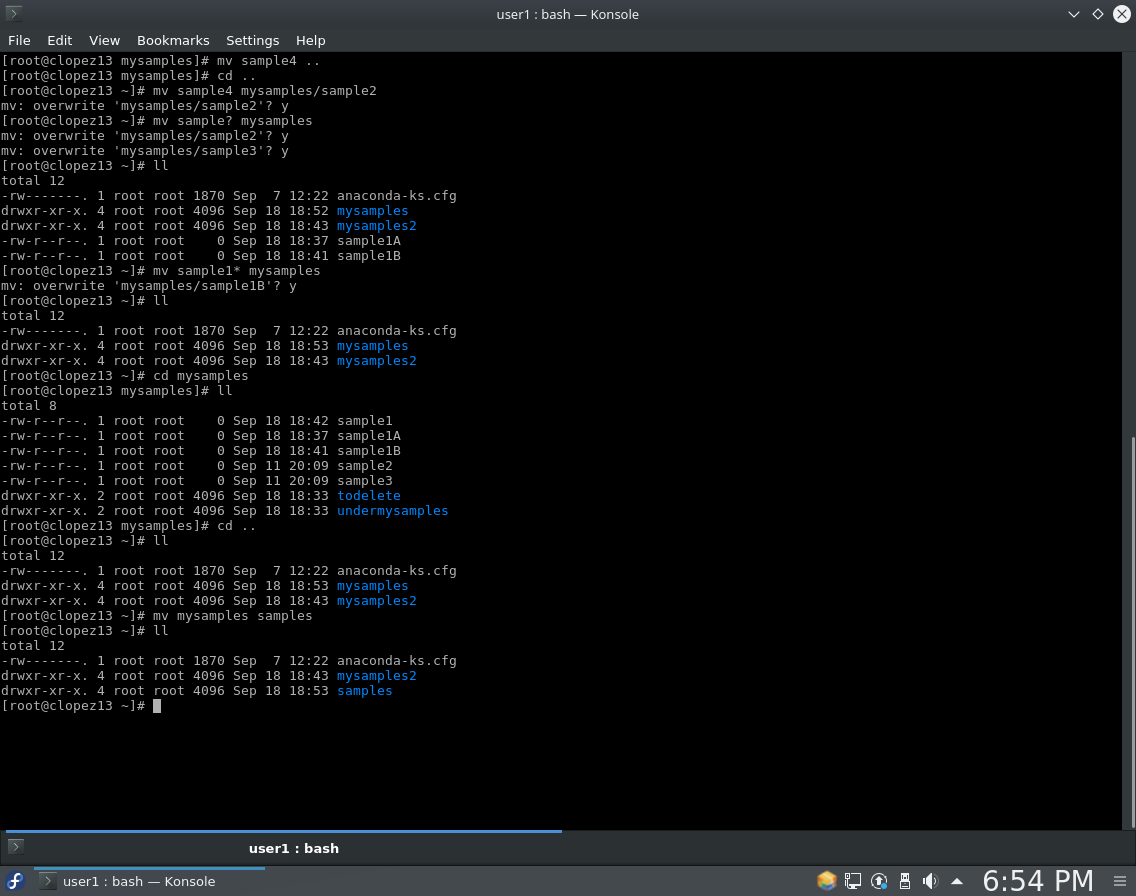 user1 : bash — Konsole
File Edit View Bookmarks Settings Help
[root@clopez13 mysamples]# mv sample4 ..
[root@clopez13 mysamples]# cd ..
[root@clopez13 ~]# mv sample4 mysamples/sample2
mv: overwrite 'mysamples/sample2'? y
[root@clopez13 ~]# mv sample? mysamples
mv: overwrite 'mysamples/sample2'? y
mv: overwrite 'mysamples/sample3'? y
[root@clopez13 ~]# ll
total 12
-rw-------. 1 root root 1870 Sep  7 12:22 anaconda-ks.cfg
drwxr-xr-x. 4 root root 4096 Sep 18 18:52 mysamples
drwxr-xr-x. 4 root root 4096 Sep 18 18:43 mysamples2
-rw-r--r--. 1 root root    0 Sep 18 18:37 sample1A
-rw-r--r--. 1 root root    0 Sep 18 18:41 sample1B
[root@clopez13 ~]# mv sample1* mysamples
mv: overwrite 'mysamples/sample1B'? y
[root@clopez13 ~]# ll
total 12
-rw-------. 1 root root 1870 Sep  7 12:22 anaconda-ks.cfg
drwxr-xr-x. 4 root root 4096 Sep 18 18:53 mysamples
drwxr-xr-x. 4 root root 4096 Sep 18 18:43 mysamples2
[root@clopez13 ~]# cd mysamples
[root@clopez13 mysamples]# ll
total 8
-rw-r--r--. 1 root root    0 Sep 18 18:42 sample1
-rw-r--r--. 1 root root    0 Sep 18 18:37 sample1A
-rw-r--r--. 1 root root    0 Sep 18 18:41 sample1B
-rw-r--r--. 1 root root    0 Sep 11 20:09 sample2
-rw-r--r--. 1 root root    0 Sep 11 20:09 sample3
drwxr-xr-x. 2 root root 4096 Sep 18 18:33 todelete
drwxr-xr-x. 2 root root 4096 Sep 18 18:33 undermysamples
[root@clopez13 mysamples]# cd ..
[root@clopez13 ~]# ll
total 12
-rw-------. 1 root root 1870 Sep  7 12:22 anaconda-ks.cfg
drwxr-xr-x. 4 root root 4096 Sep 18 18:53 mysamples
drwxr-xr-x. 4 root root 4096 Sep 18 18:43 mysamples2
[root@clopez13 ~]# mv mysamples samples
[root@clopez13 ~]# ll
total 12
-rw-------. 1 root root 1870 Sep  7 12:22 anaconda-ks.cfg
drwxr-xr-x. 4 root root 4096 Sep 18 18:43 mysamples2
drwxr-xr-x. 4 root root 4096 Sep 18 18:53 samples
[root@clopez13 ~]#
user1 : bash
user1 : bash — Konsole
6:54 PM